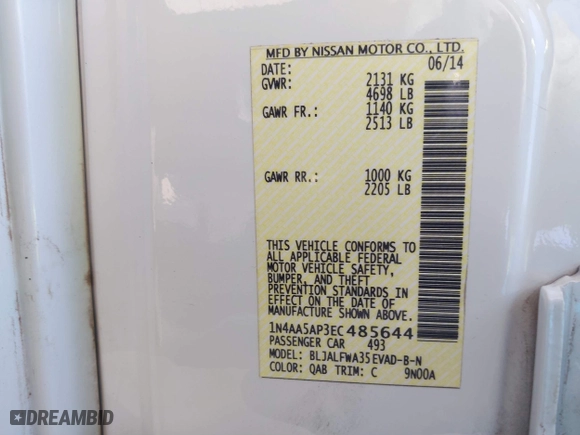 MFD BY NISSAN MOTOR CO., LTD.
DATE: 06/14
GVWR: 2131 KG
4698 LB
GAWR FR.: 1140 KG
2513 LB
GAWR RR.: 1000 KG
2205 LB
THIS VEHICLE CONFORMS TO
ALL APPLICABLE FEDERAL
MOTOR VEHICLE SAFETY,
BUMPER, AND THEFT
PREVENTION STANDARDS IN
EFFECT ON THE DATE OF
MANUFACTURE SHOWN ABOVE.
1N4AA5AP3EC485644
PASSENGER CAR 493
MODEL: BLJALFWA35EVAD-B-N
COLOR: QAB TRIM: C 9N00A
DREAMBID